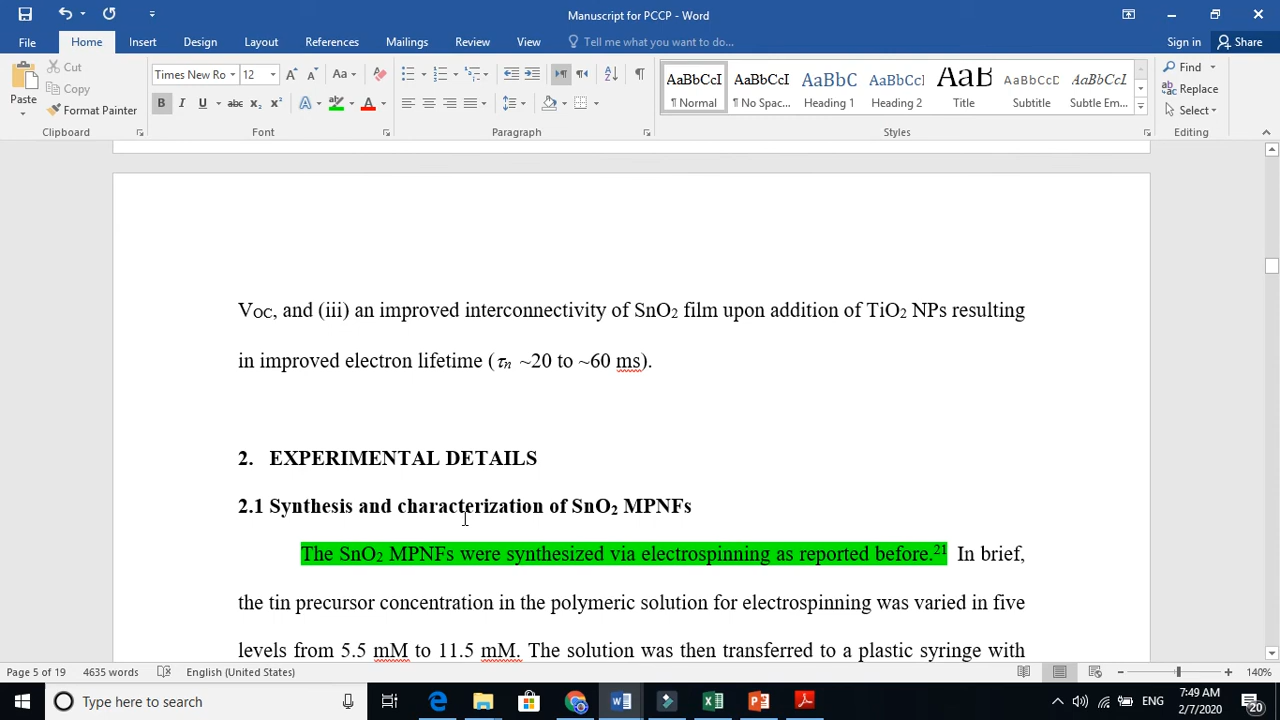 Manuscript for PCCP - Word
File Home Insert Design Layout References Mailings Review View Tell me what you want to do... Sign in Share
Cut
Copy
Paste
Format Painter
Clipboard
Times New Ro 12
Font
Paragraph
AaBbCcI AaBbCcI AaBbC AaBbCcI AaB AaBbCcD AaBbCcI
¶ Normal ¶ No Spac... Heading 1 Heading 2 Title Subtitle Subtle Em...
Styles
Find
Replace
Select
Editing
VOC, and (iii) an improved interconnectivity of SnO2 film upon addition of TiO2 NPs resulting
in improved electron lifetime (τn ~20 to ~60 ms).
2. EXPERIMENTAL DETAILS
2.1 Synthesis and characterization of SnO2 MPNFs
The SnO2 MPNFs were synthesized via electrospinning as reported before.21 In brief,
the tin precursor concentration in the polymeric solution for electrospinning was varied in five
levels from 5.5 mM to 11.5 mM. The solution was then transferred to a plastic syringe with
Page 5 of 19 4635 words English (United States) 140%
Type here to search
ENG
7:49 AM
2/7/2020
20